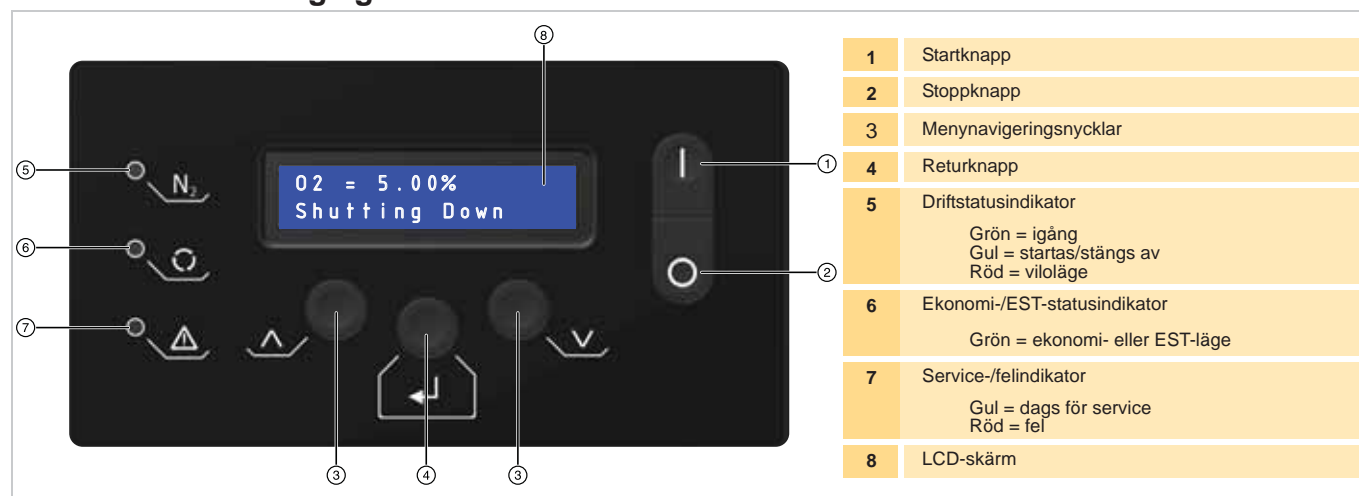 8
5
N2
6
7
O2 = 5.00%
Shutting Down
1
2
3
4
3
1 Startknapp
2 Stoppknapp
3 Menynavigeringsnycklar
4 Returknapp
5 Driftstatusindikator
Grön = igång
Gul = startas/stängs av
Röd = viloläge
6 Ekonomi-/EST-statusindikator
Grön = ekonomi- eller EST-läge
7 Service-/felindikator
Gul = dags för service
Röd = fel
8 LCD-skärm